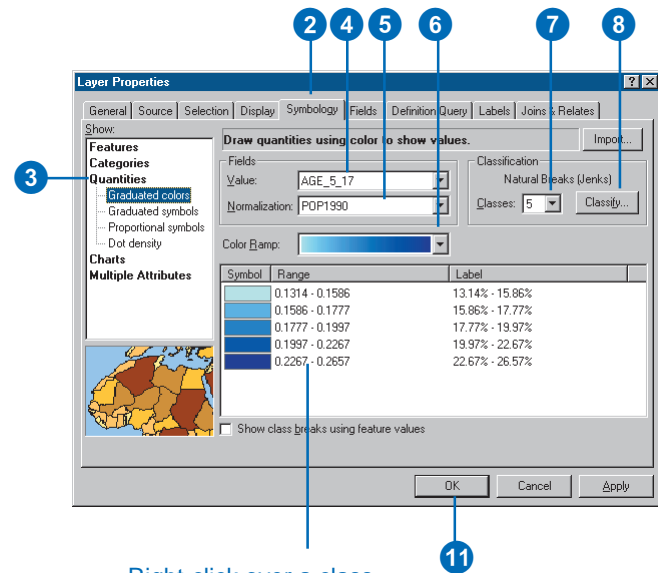 2 4 5 6 7 8
Layer Properties
General Source Selection Display Symbology Fields Definition Query Labels Joins & Relates
Show:
Features
Categories
3 Quantities
Graduated colors
Graduated symbols
Proportional symbols
Dot density
Charts
Multiple Attributes
Draw quantities using color to show values.
Import...
Fields
Value: AGE_5_17
Normalization: POP1990
Classification
Natural Breaks (Jenks)
Classes: 5 Classify...
Color Ramp:
Symbol Range Label
0.1314 - 0.1586 13.14% - 15.86%
0.1586 - 0.1777 15.86% - 17.77%
0.1777 - 0.1997 17.77% - 19.97%
0.1997 - 0.2267 19.97% - 22.67%
0.2267 - 0.2657 22.67% - 26.57%
Show class breaks using feature values
OK Cancel Apply
11
Right-click over a class